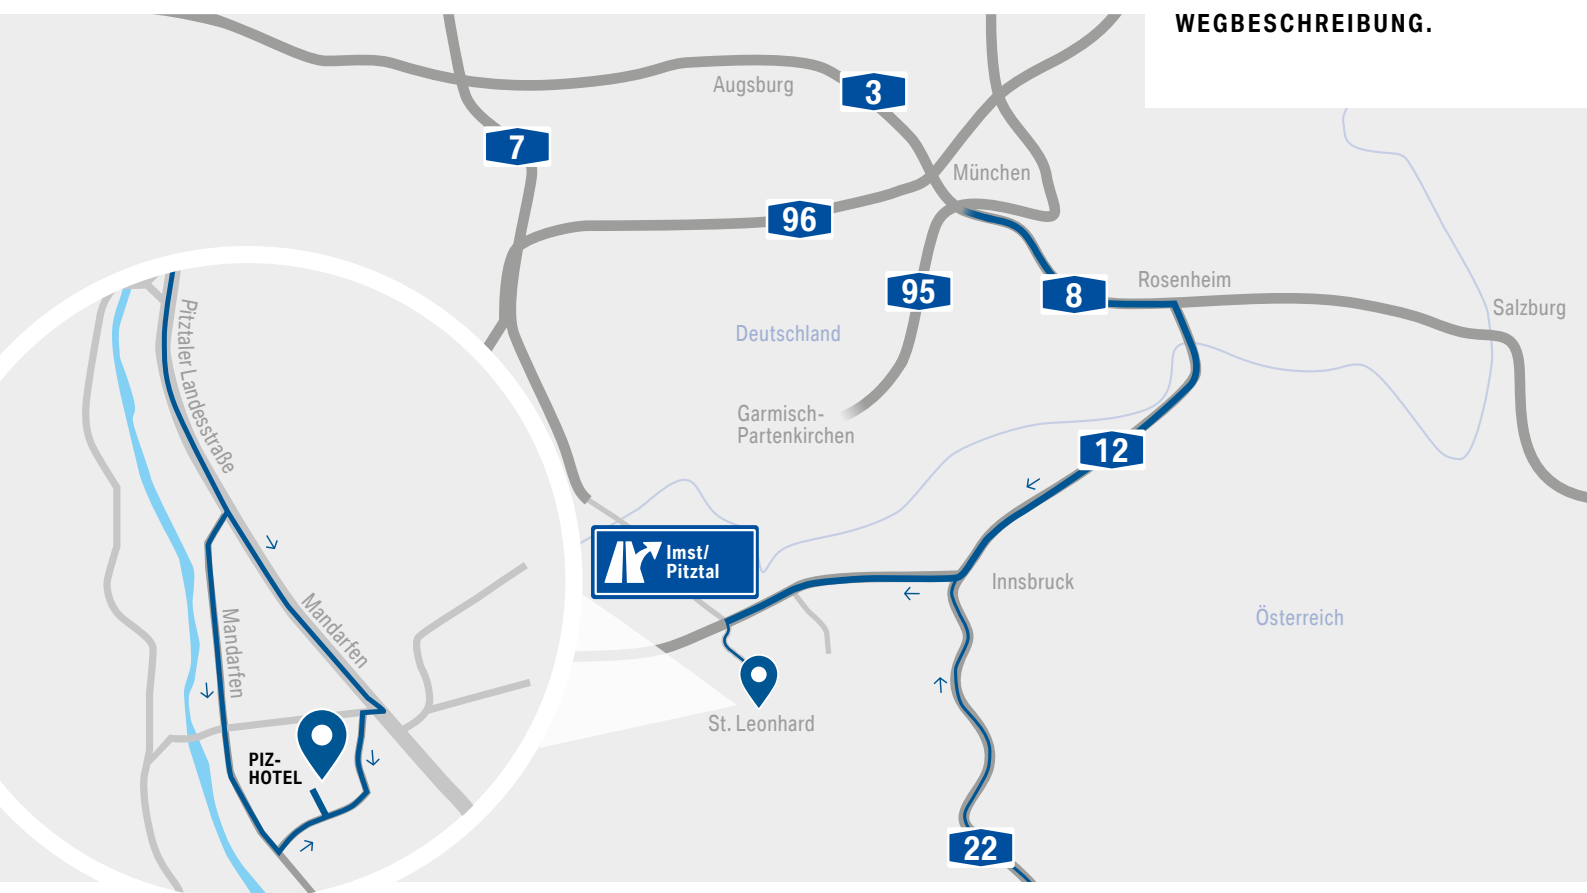 WEGBESCHREIBUNG.
Augsburg
3
7
München
96
95
8
Rosenheim
Salzburg
Deutschland
Garmisch-
Partenkirchen
12
Pitztaler Landesstraße
Imst/
Pitztal
Innsbruck
Österreich
Mandarfen
Mandarfen
St. Leonhard
PIZ-
HOTEL
22